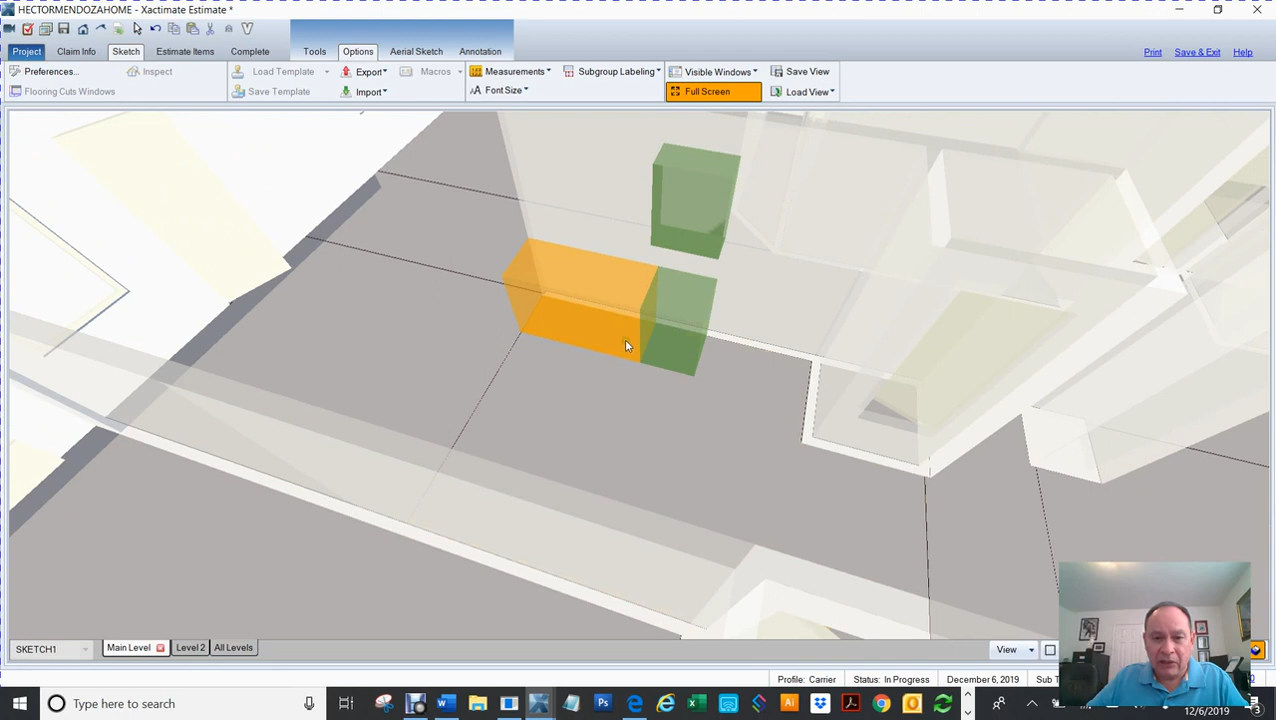 HECTORMENDOZAHOME - Xactimate Estimate *
Project Claim Info Sketch Estimate Items Complete Tools Options Aerial Sketch Annotation Print Save & Exit Help
Preferences... Inspect Load Template Export Macros Measurements Subgroup Labeling Visible Windows Save View
Flooring Cuts Windows Save Template Import Font Size Full Screen Load View
SKETCH1 Main Level Level 2 All Levels View
Profile: Carrier Status: In Progress December 6, 2019 Sub T
Type here to search
12/6/2019
3